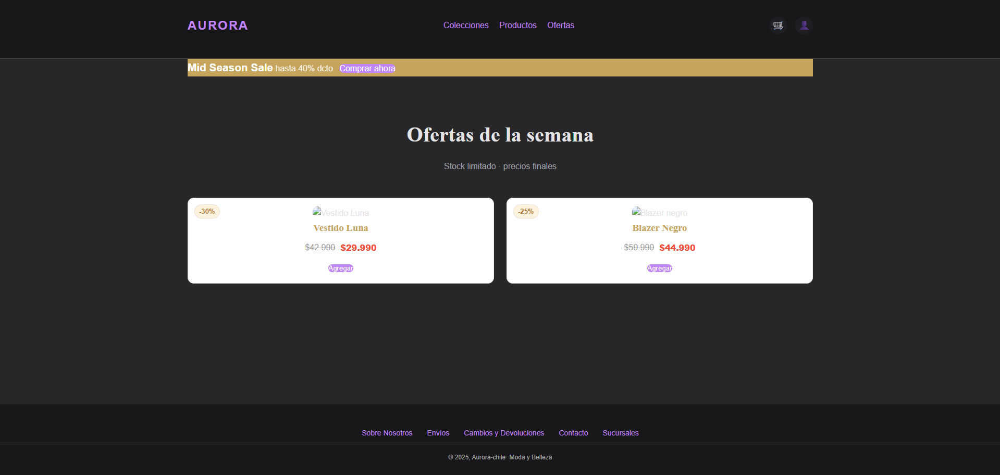 AURORA
Colecciones Productos Ofertas
Mid Season Sale hasta 40% dcto Comprar ahora
Ofertas de la semana
Stock limitado · precios finales
-30%
Vestido Luna
Vestido Luna
$42.990 $29.990
Agregar
-25%
Blazer negro
Blazer Negro
$59.990 $44.990
Agregar
Sobre Nosotros Envíos Cambios y Devoluciones Contacto Sucursales
© 2025, Aurora-chile· Moda y Belleza